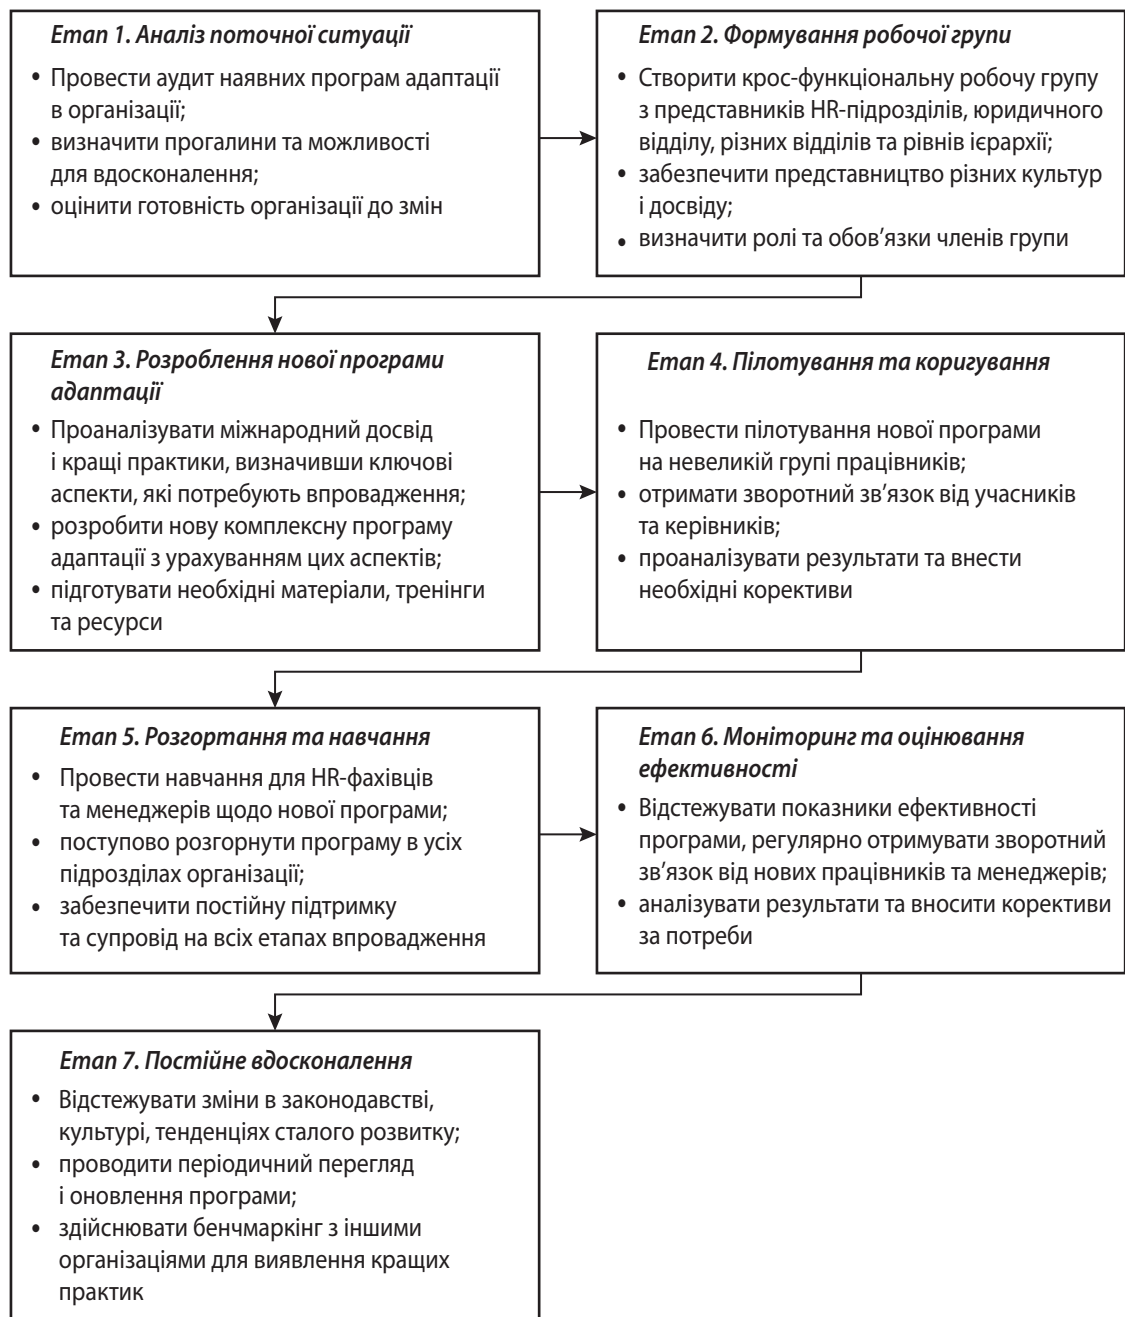 Етап 1. Аналіз поточної ситуації
• Провести аудит наявних програм адаптації
в організації;
• визначити прогалини та можливості
для вдосконалення;
• оцінити готовність організації до змін
Етап 2. Формування робочої групи
• Створити крос-функціональну робочу групу
з представників HR-підрозділів, юридичного
відділу, різних відділів та рівнів ієрархії;
• забезпечити представництво різних культур
і досвіду;
• визначити ролі та обов’язки членів групи
Етап 3. Розроблення нової програми
адаптації
• Проаналізувати міжнародний досвід
і кращі практики, визначивши ключові
аспекти, які потребують впровадження;
• розробити нову комплексну програму
адаптації з урахуванням цих аспектів;
• підготувати необхідні матеріали, тренінги
та ресурси
Етап 4. Пілотування та коригування
• Провести пілотування нової програми
на невеликій групі працівників;
• отримати зворотний зв’язок від учасників
та керівників;
• проаналізувати результати та внести
необхідні корективи
Етап 5. Розгортання та навчання
• Провести навчання для HR-фахівців
та менеджерів щодо нової програми;
• поступово розгорнути програму в усіх
підрозділах організації;
• забезпечити постійну підтримку
та супровід на всіх етапах впровадження
Етап 6. Моніторинг та оцінювання
ефективності
• Відстежувати показники ефективності
програми, регулярно отримувати зворотний
зв’язок від нових працівників та менеджерів;
• аналізувати результати та вносити корективи
за потреби
Етап 7. Постійне вдосконалення
• Відстежувати зміни в законодавстві,
культурі, тенденціях сталого розвитку;
• проводити періодичний перегляд
і оновлення програми;
• здійснювати бенчмаркінг з іншими
організаціями для виявлення кращих
практик